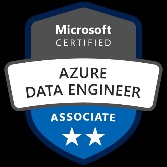 Microsoft
CERTIFIED
AZURE
DATA ENGINEER
ASSOCIATE